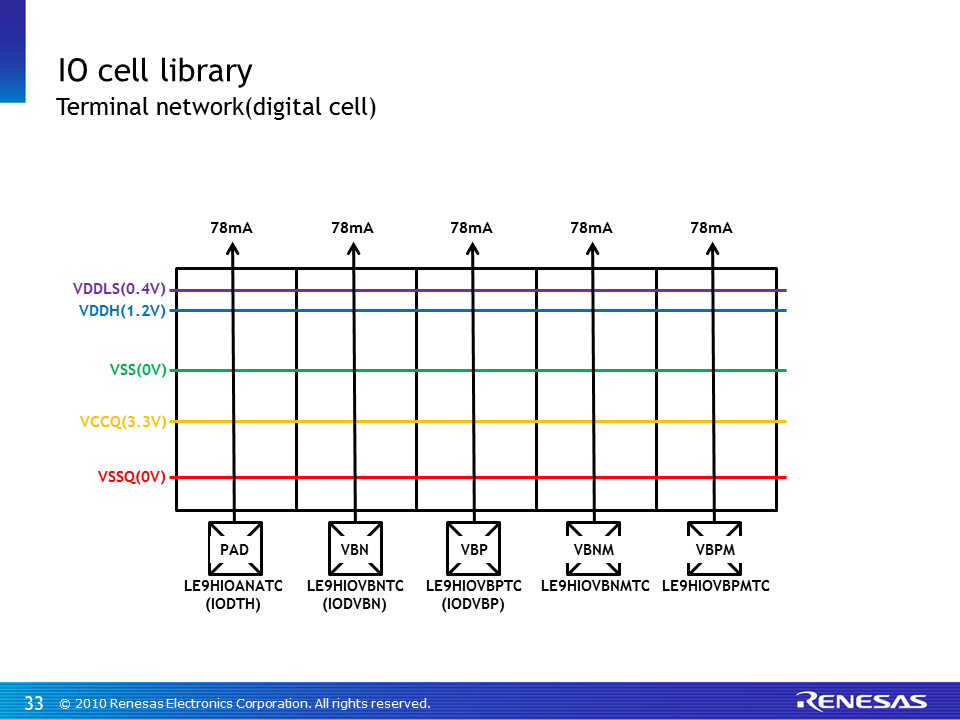 IO cell library
Terminal network(digital cell)
78mA 78mA 78mA 78mA 78mA
VDDLS(0.4V)
VDDH(1.2V)
VSS(0V)
VCCQ(3.3V)
VSSQ(0V)
PAD VBN VBP VBNM VBPM
LE9HIOANATC LE9HIOVBNTC LE9HIOVBPTC LE9HIOVBNMTC LE9HIOVBPMTC
(IODTH) (IODVBN) (IODVBP)
33 © 2010 Renesas Electronics Corporation. All rights reserved. RENESAS